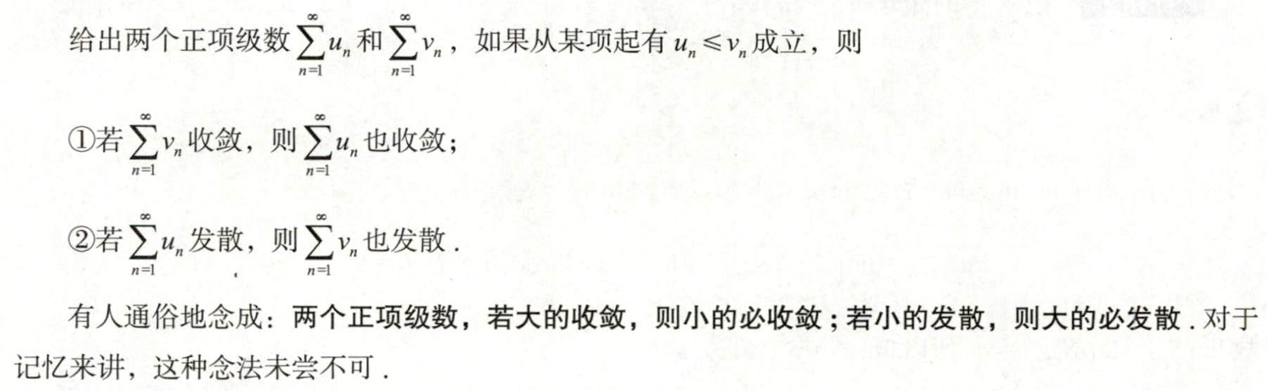 给出两个正项级数$\sum_{n=1}^{\infty}u_n$和$\sum_{n=1}^{\infty}v_n$，如果从某项起有$u_n \leqslant v_n$成立，则
①若$\sum_{n=1}^{\infty}v_n$收敛，则$\sum_{n=1}^{\infty}u_n$也收敛；
②若$\sum_{n=1}^{\infty}u_n$发散，则$\sum_{n=1}^{\infty}v_n$也发散．
有人通俗地念成：两个正项级数，若大的收敛，则小的必收敛；若小的发散，则大的必发散．对于
记忆来讲，这种念法未尝不可．